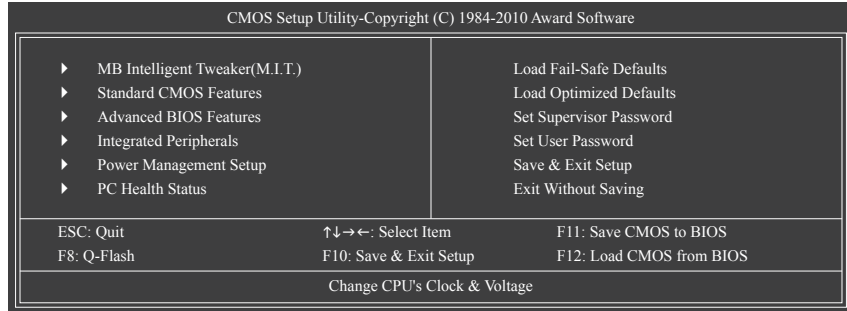 CMOS Setup Utility-Copyright (C) 1984-2010 Award Software
MB Intelligent Tweaker(M.I.T.)
Standard CMOS Features
Advanced BIOS Features
Integrated Peripherals
Power Management Setup
PC Health Status
Load Fail-Safe Defaults
Load Optimized Defaults
Set Supervisor Password
Set User Password
Save & Exit Setup
Exit Without Saving
ESC: Quit ↑↓→←: Select Item F11: Save CMOS to BIOS
F8: Q-Flash F10: Save & Exit Setup F12: Load CMOS from BIOS
Change CPU's Clock & Voltage